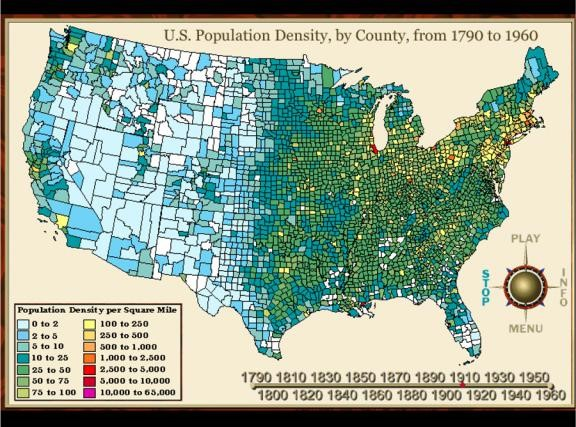 U.S. Population Density, by County, from 1790 to 1960
PLAY
STOP
INFO
MENU
Population Density per Square Mile
0 to 2
2 to 5
5 to 10
10 to 25
25 to 50
50 to 75
75 to 100
100 to 250
250 to 500
500 to 1,000
1,000 to 2,500
2,500 to 5,000
5,000 to 10,000
10,000 to 65,000
1790 1810 1830 1850 1870 1890 1910 1930 1950
1800 1820 1840 1860 1880 1900 1920 1940 1960